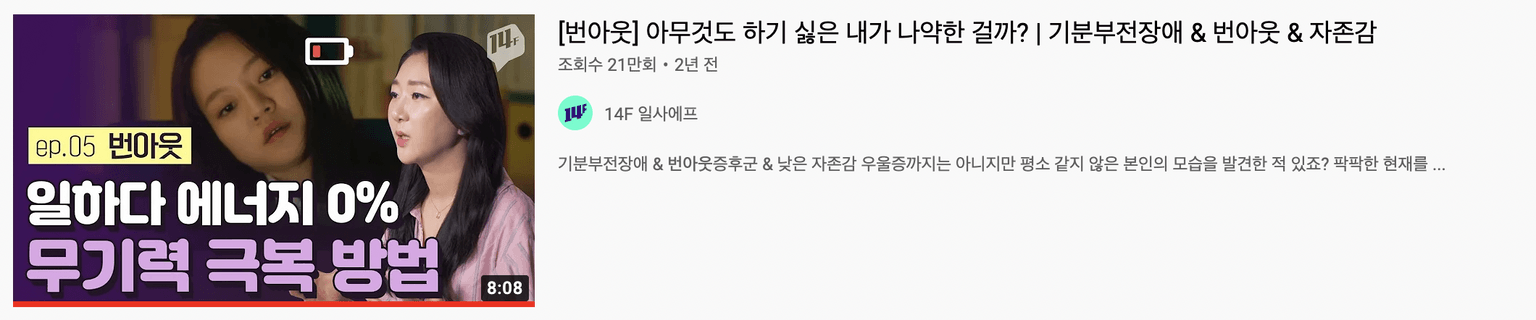 14F
ep.05 번아웃
일하다 에너지 0%
무기력 극복 방법
8:08
[번아웃] 아무것도 하기 싫은 내가 나약한 걸까? | 기분부전장애 & 번아웃 & 자존감
조회수 21만회 • 2년 전
14F
14F 일사에프
기분부전장애 & 번아웃증후군 & 낮은 자존감 우울증까지는 아니지만 평소 같지 않은 본인의 모습을 발견한 적 있죠? 팍팍한 현재를 ...